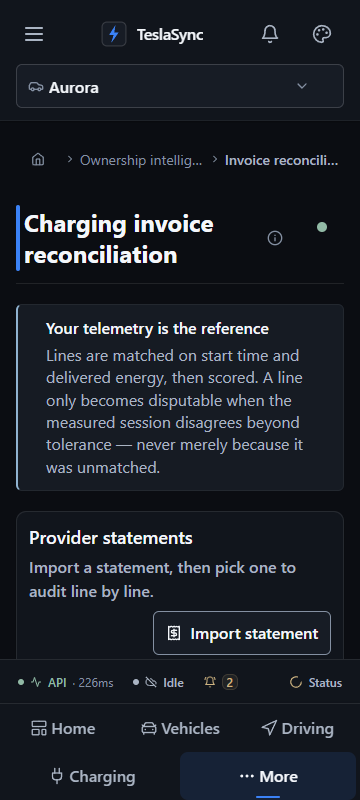 TeslaSync
Aurora
Ownership intellig... Invoice reconcili...
Charging invoice
reconciliation
Your telemetry is the reference
Lines are matched on start time and
delivered energy, then scored. A line
only becomes disputable when the
measured session disagrees beyond
tolerance — never merely because it
was unmatched.
Provider statements
Import a statement, then pick one to
audit line by line.
Import statement
API · 226ms Idle 2 Status
Home Vehicles Driving
Charging More